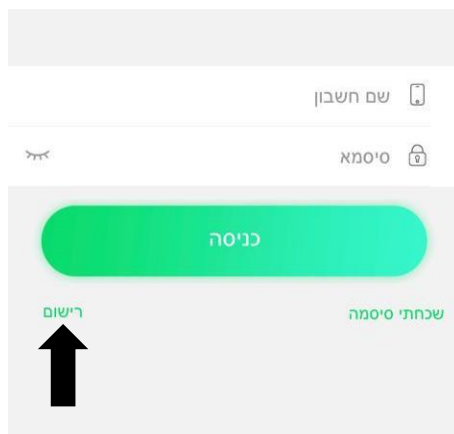 שם חשבון
סיסמא
כניסה
שכחתי סיסמה
רישום